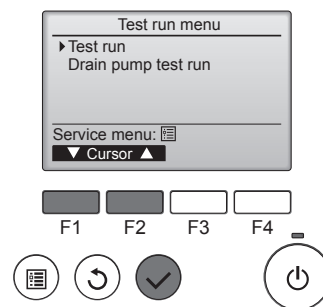 Test run menu
Test run
Drain pump test run
Service menu:
▼ Cursor ▲
F1 F2 F3 F4